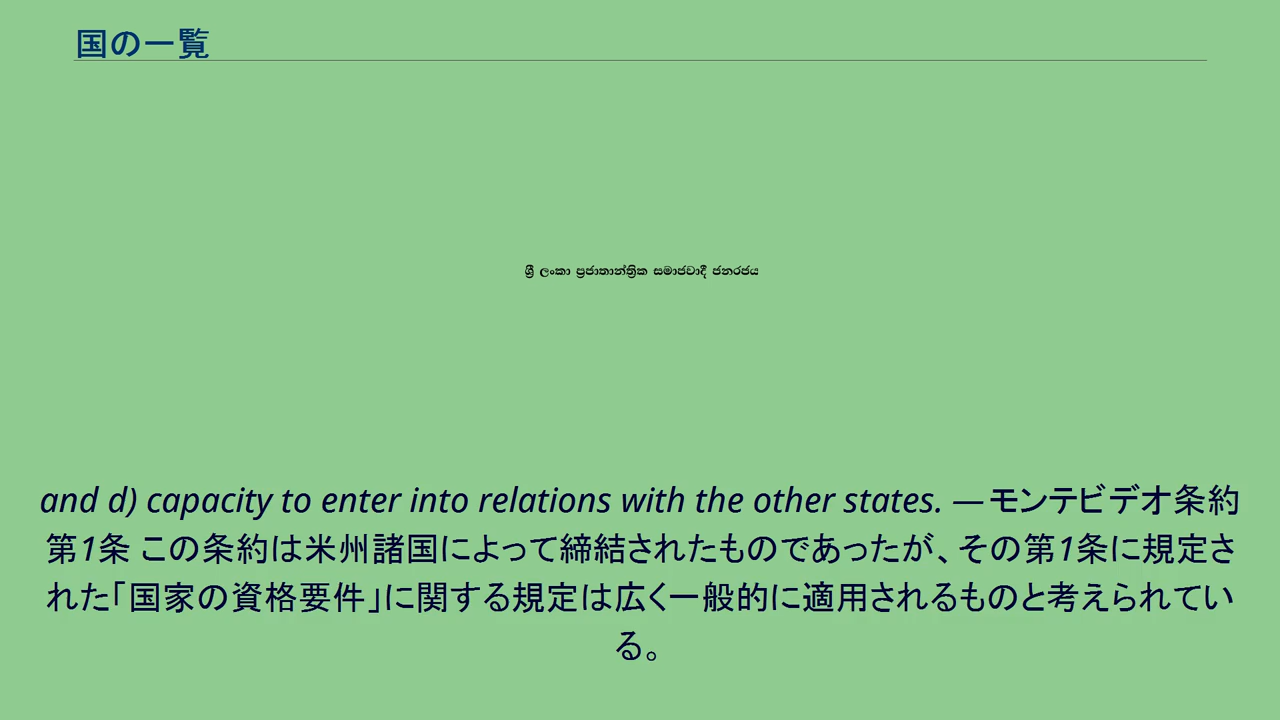 国の一覧
ශ්‍රී ලංකා ප්‍රජාතාන්ත්‍රික සමාජවාදී ජනරජය
and d) capacity to enter into relations with the other states. —モンテビデオ条約
第1条 この条約は米州諸国によって締結されたものであったが、その第1条に規定さ
れた「国家の資格要件」に関する規定は広く一般的に適用されるものと考えられてい
る。